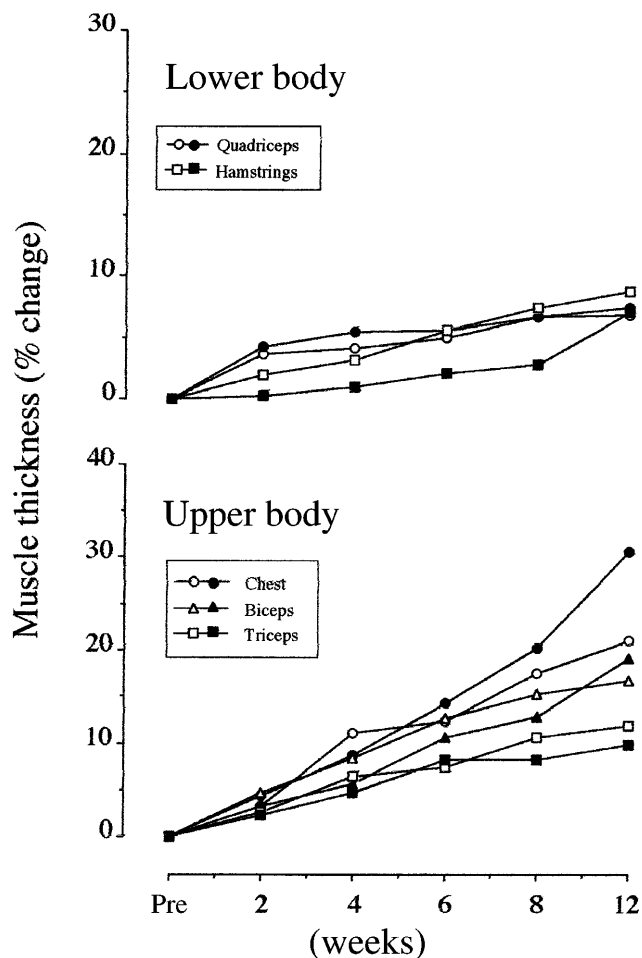 Muscle thickness (% change)
30
Lower body
Quadriceps
Hamstrings
20
10
0
40
Upper body
Chest
Biceps
Triceps
30
20
10
0
Pre 2 4 6 8 12
(weeks)